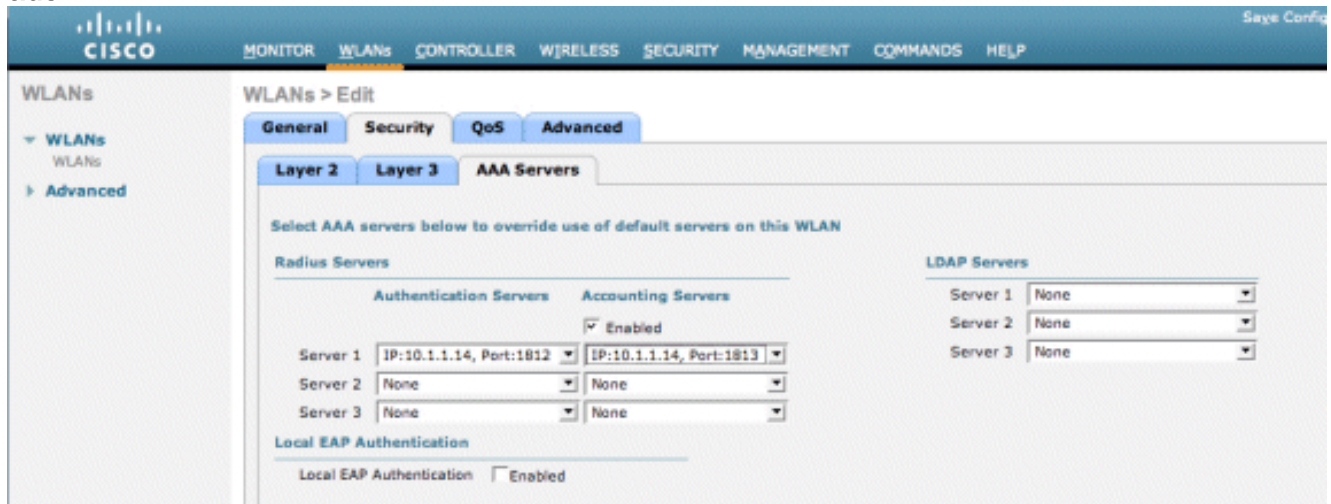 Save Config
CISCO
MONITOR WLANs CONTROLLER WIRELESS SECURITY MANAGEMENT COMMANDS HELP
WLANs
WLANs
WLANs
Advanced
WLANs > Edit
General Security QoS Advanced
Layer 2 Layer 3 AAA Servers
Select AAA servers below to override use of default servers on this WLAN
Radius Servers
Authentication Servers Accounting Servers
Enabled
Server 1 IP:10.1.1.14, Port:1812 IP:10.1.1.14, Port:1813
Server 2 None None
Server 3 None None
Local EAP Authentication
Local EAP Authentication Enabled
LDAP Servers
Server 1 None
Server 2 None
Server 3 None